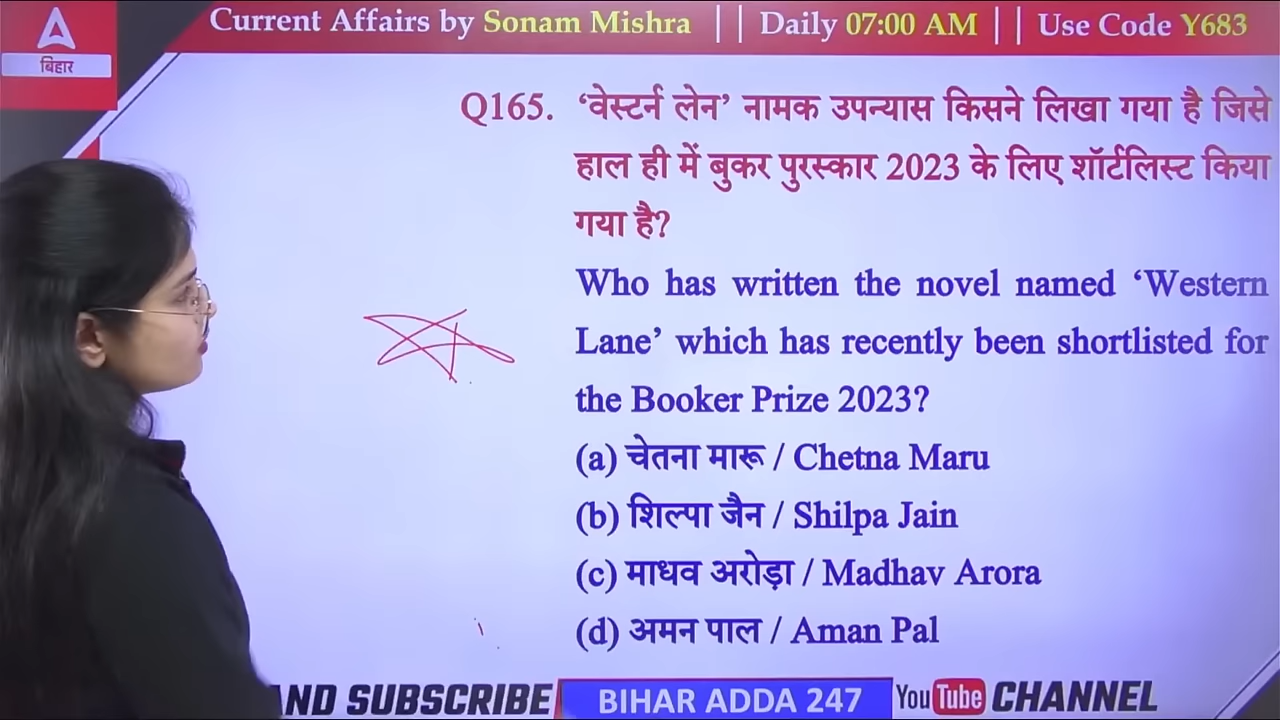 Current Affairs by Sonam Mishra || Daily 07:00 AM || Use Code Y683
बिहार
Q165. ‘वेस्टर्न लेन’ नामक उपन्यास किसने लिखा गया है जिसे
हाल ही में बुकर पुरस्कार 2023 के लिए शॉर्टलिस्ट किया
गया है?
Who has written the novel named ‘Western
Lane’ which has recently been shortlisted for
the Booker Prize 2023?
(a) चेतना मारू / Chetna Maru
(b) शिल्पा जैन / Shilpa Jain
(c) माधव अरोड़ा / Madhav Arora
(d) अमन पाल / Aman Pal
AND SUBSCRIBE BIHAR ADDA 247 YouTube CHANNEL